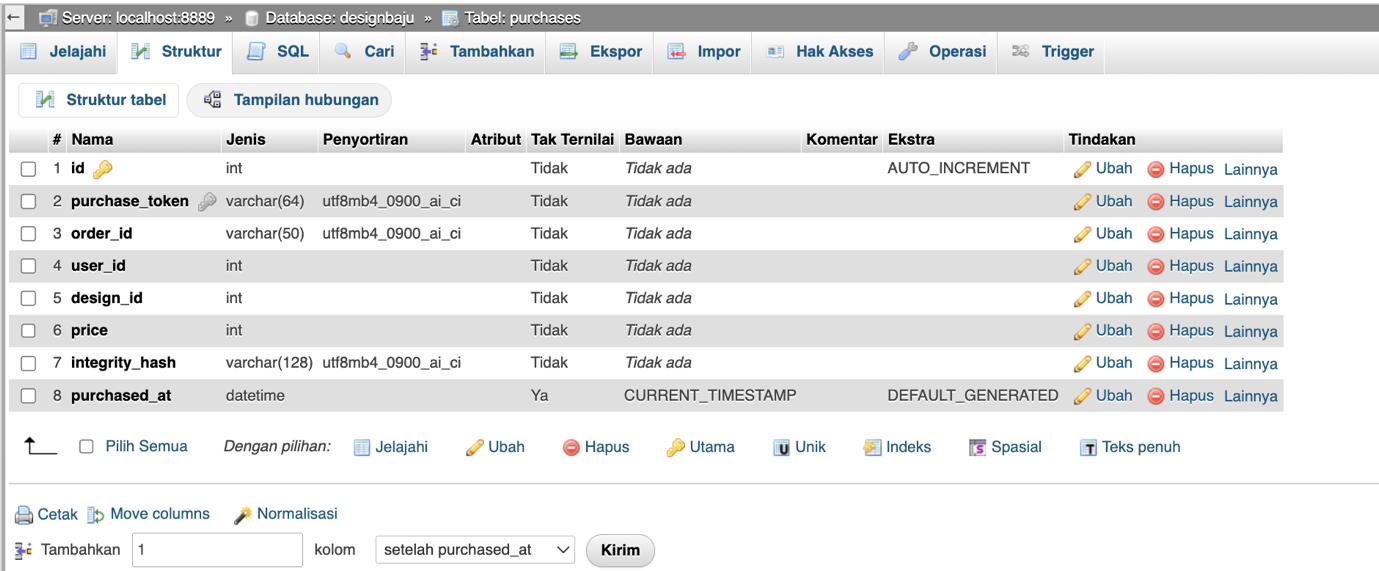 Server: localhost:8889 » Database: designbaju » Tabel: purchases
Jelajahi Struktur SQL Cari Tambahkan Ekspor Impor Hak Akses Operasi Trigger
Struktur tabel Tampilan hubungan
# Nama Jenis Penyortiran Atribut Tak Ternilai Bawaan Komentar Ekstra Tindakan
1 id int Tidak Tidak ada AUTO_INCREMENT Ubah Hapus Lainnya
2 purchase_token varchar(64) utf8mb4_0900_ai_ci Tidak Tidak ada Ubah Hapus Lainnya
3 order_id varchar(50) utf8mb4_0900_ai_ci Tidak Tidak ada Ubah Hapus Lainnya
4 user_id int Tidak Tidak ada Ubah Hapus Lainnya
5 design_id int Tidak Tidak ada Ubah Hapus Lainnya
6 price int Tidak Tidak ada Ubah Hapus Lainnya
7 integrity_hash varchar(128) utf8mb4_0900_ai_ci Tidak Tidak ada Ubah Hapus Lainnya
8 purchased_at datetime Ya CURRENT_TIMESTAMP DEFAULT_GENERATED Ubah Hapus Lainnya
Pilih Semua Dengan pilihan: Jelajahi Ubah Hapus Utama Unik Indeks Spasial Teks penuh
Cetak Move columns Normalisasi
Tambahkan 1 kolom setelah purchased_at Kirim